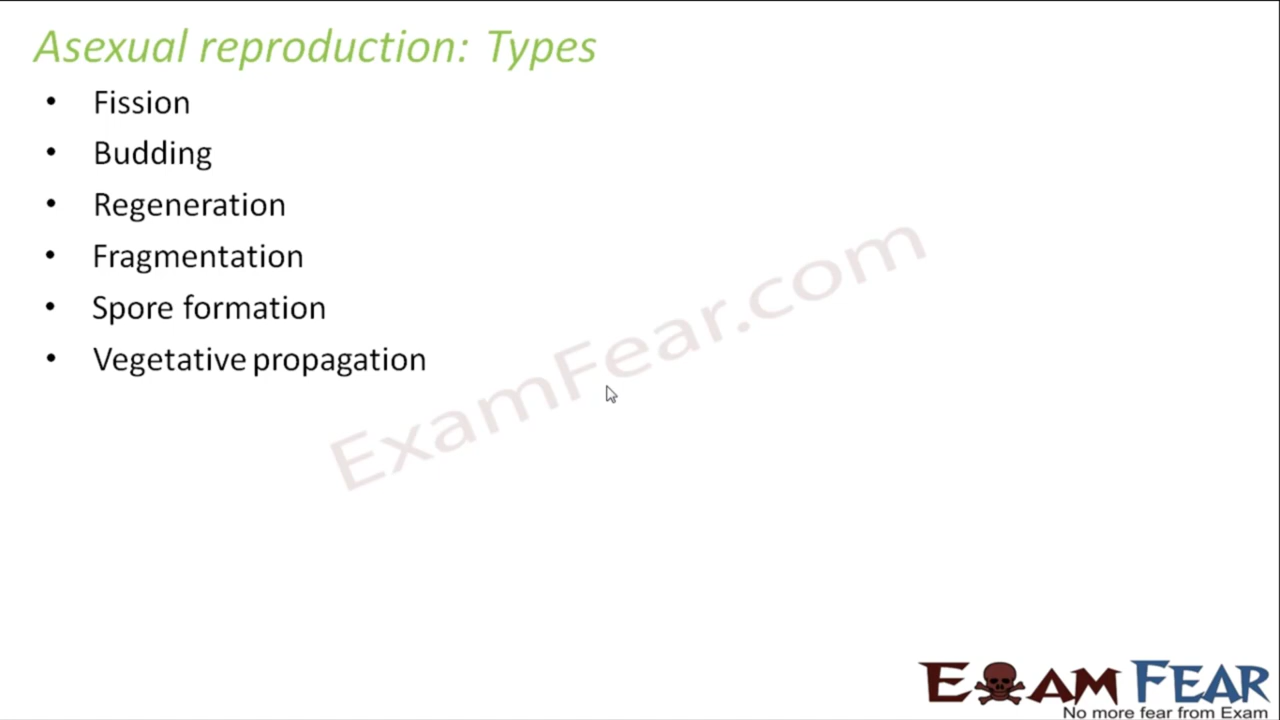 Asexual reproduction: Types
• Fission
• Budding
• Regeneration
• Fragmentation
• Spore formation
• Vegetative propagation
ExamFear.com
EXAM FEAR
No more fear from Exam